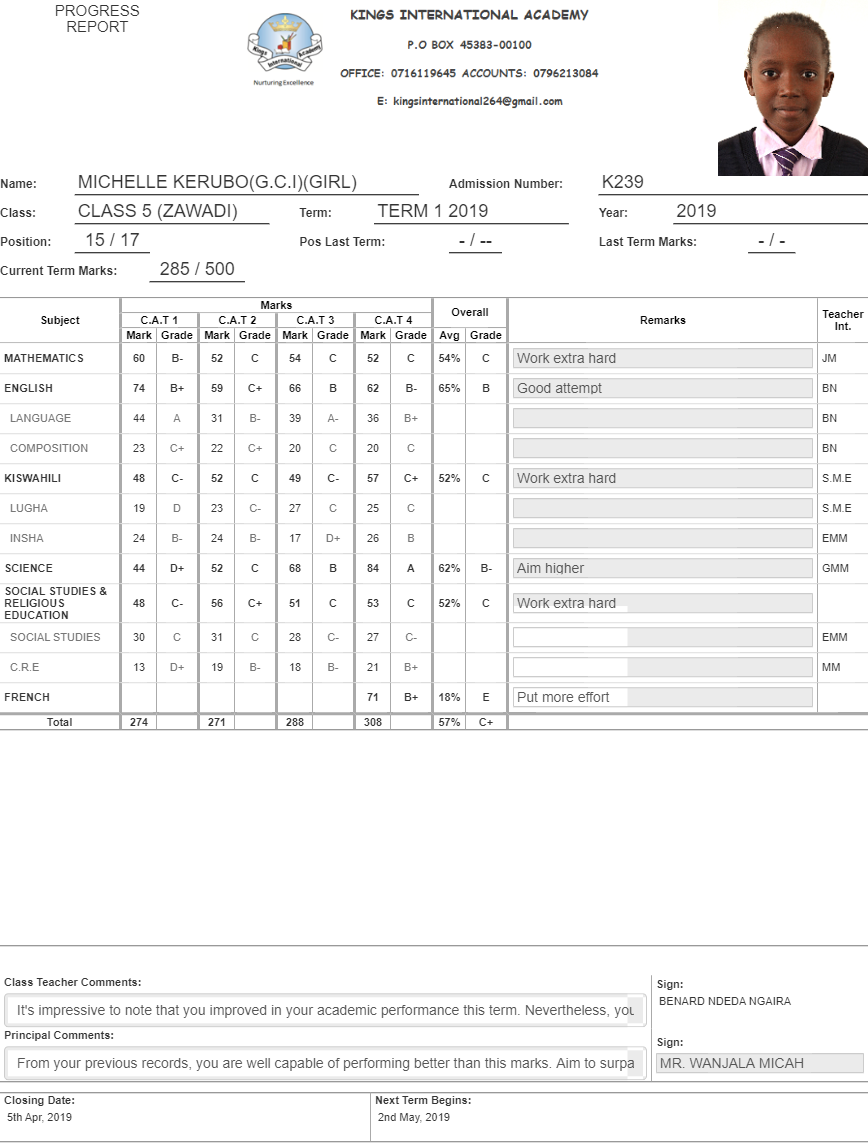 PROGRESS
REPORT
KINGS INTERNATIONAL ACADEMY
P.O BOX 45383-00100
OFFICE: 0716119645 ACCOUNTS: 0796213084
E: kingsinternational264@gmail.com
Kings Academy
International
Nurturing Excellence
Name: MICHELLE KERUBO(G.C.I)(GIRL) Admission Number: K239
Class: CLASS 5 (ZAWADI) Term: TERM 1 2019 Year: 2019
Position: 15 / 17 Pos Last Term: - / -- Last Term Marks: - / -
Current Term Marks: 285 / 500
Subject Marks Overall Remarks Teacher Int.
C.A.T 1 C.A.T 2 C.A.T 3 C.A.T 4
Mark Grade Mark Grade Mark Grade Mark Grade Avg Grade
MATHEMATICS 60 B- 52 C 54 C 52 C 54% C Work extra hard JM
ENGLISH 74 B+ 59 C+ 66 B 62 B- 65% B Good attempt BN
LANGUAGE 44 A 31 B- 39 A- 36 B+ BN
COMPOSITION 23 C+ 22 C+ 20 C 20 C BN
KISWAHILI 48 C- 52 C 49 C- 57 C+ 52% C Work extra hard S.M.E
LUGHA 19 D 23 C- 27 C 25 C S.M.E
INSHA 24 B- 24 B- 17 D+ 26 B EMM
SCIENCE 44 D+ 52 C 68 B 84 A 62% B- Aim higher GMM
SOCIAL STUDIES &
RELIGIOUS
EDUCATION 48 C- 56 C+ 51 C 53 C 52% C Work extra hard
SOCIAL STUDIES 30 C 31 C 28 C- 27 C- EMM
C.R.E 13 D+ 19 B- 18 B- 21 B+ MM
FRENCH 71 B+ 18% E Put more effort
Total 274 271 288 308 57% C+
Class Teacher Comments:
It's impressive to note that you improved in your academic performance this term. Nevertheless, you
Sign:
BENARD NDEDA NGAIRA
Principal Comments:
From your previous records, you are well capable of performing better than this marks. Aim to surpa
Sign:
MR. WANJALA MICAH
Closing Date: Next Term Begins:
5th Apr, 2019 2nd May, 2019